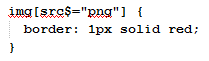 img[src$="png"] {
  border: 1px solid red;
}